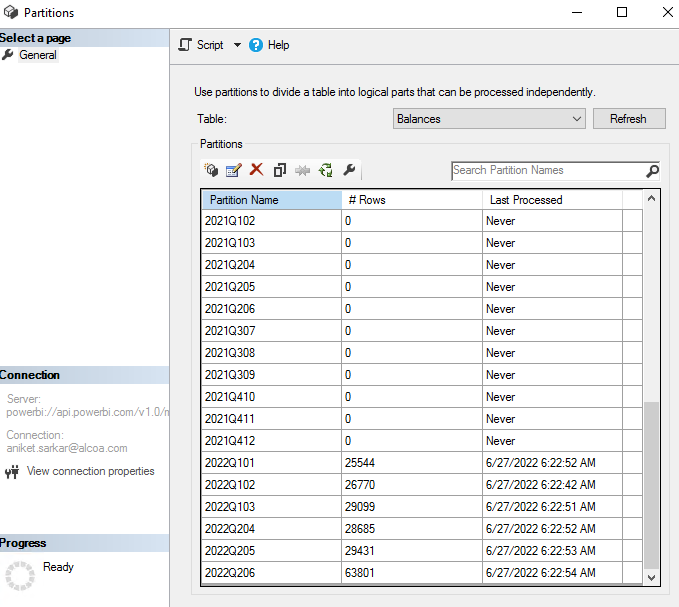 Partitions
Select a page
General
Script
Help
Use partitions to divide a table into logical parts that can be processed independently.
Table:
Balances
Refresh
Partitions
Search Partition Names
Partition Name # Rows Last Processed
2021Q102 0 Never
2021Q103 0 Never
2021Q204 0 Never
2021Q205 0 Never
2021Q206 0 Never
2021Q307 0 Never
2021Q308 0 Never
2021Q309 0 Never
2021Q410 0 Never
2021Q411 0 Never
2021Q412 0 Never
2022Q101 25544 6/27/2022 6:22:52 AM
2022Q102 26770 6/27/2022 6:22:42 AM
2022Q103 29099 6/27/2022 6:22:51 AM
2022Q204 28685 6/27/2022 6:22:52 AM
2022Q205 29431 6/27/2022 6:22:53 AM
2022Q206 63801 6/27/2022 6:22:54 AM
Connection
Server:
powerbi://api.powerbi.com/v1.0/m
Connection:
aniket.sarkar@alcoa.com
View connection properties
Progress
Ready